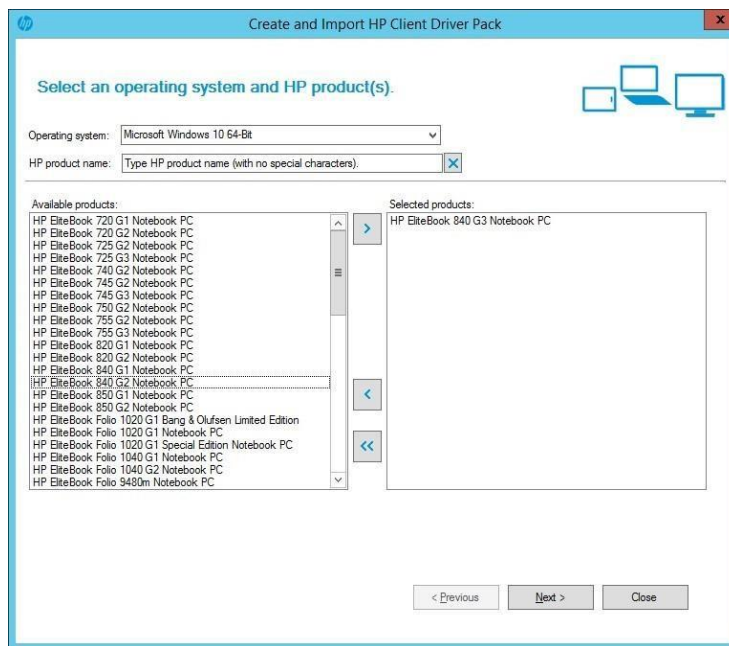 Create and Import HP Client Driver Pack
x
Select an operating system and HP product(s).
Operating system: Microsoft Windows 10 64-Bit
HP product name: Type HP product name (with no special characters).
Available products:
HP EliteBook 720 G1 Notebook PC
HP EliteBook 720 G2 Notebook PC
HP EliteBook 725 G2 Notebook PC
HP EliteBook 725 G3 Notebook PC
HP EliteBook 740 G2 Notebook PC
HP EliteBook 745 G2 Notebook PC
HP EliteBook 745 G3 Notebook PC
HP EliteBook 750 G2 Notebook PC
HP EliteBook 755 G2 Notebook PC
HP EliteBook 755 G3 Notebook PC
HP EliteBook 820 G1 Notebook PC
HP EliteBook 820 G2 Notebook PC
HP EliteBook 840 G1 Notebook PC
HP EliteBook 840 G2 Notebook PC
HP EliteBook 850 G1 Notebook PC
HP EliteBook 850 G2 Notebook PC
HP EliteBook Folio 1020 G1 Bang & Olufsen Limited Edition
HP EliteBook Folio 1020 G1 Notebook PC
HP EliteBook Folio 1020 G1 Special Edition Notebook PC
HP EliteBook Folio 1040 G1 Notebook PC
HP EliteBook Folio 1040 G2 Notebook PC
HP EliteBook Folio 9480m Notebook PC
>
<
<<
Selected products:
HP EliteBook 840 G3 Notebook PC
< Previous Next > Close